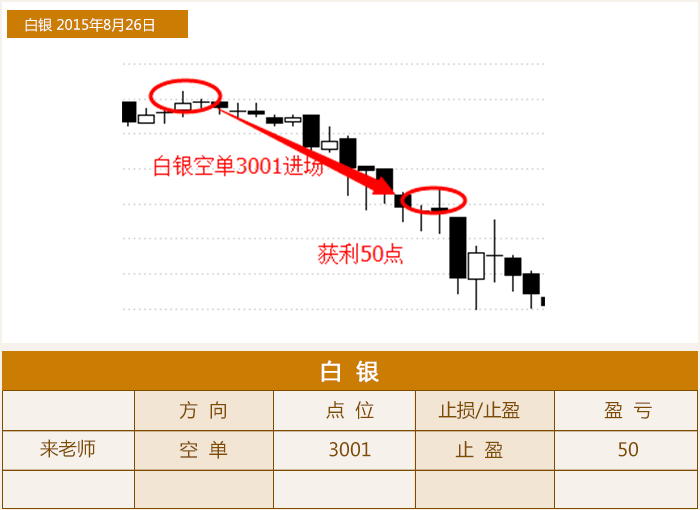 白银 2015年8月26日
白银空单3001进场
获利50点
白 银
方 向 点 位 止损/止盈 盈 亏
来老师 空 单 3001 止 盈 50